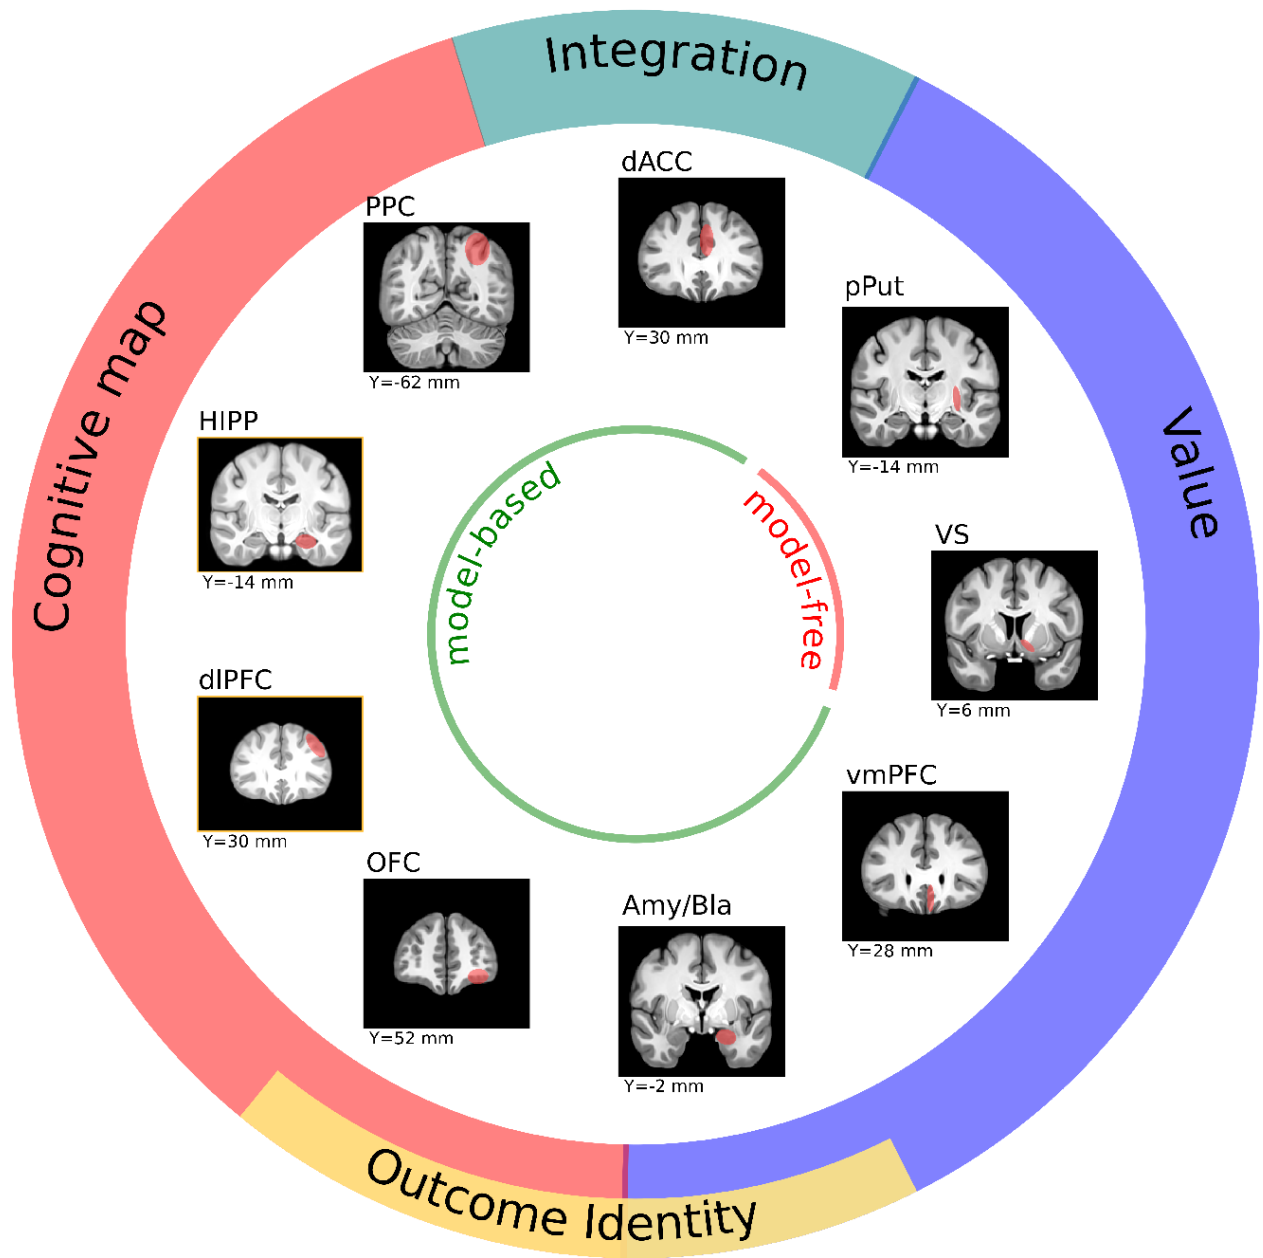 Integration
dACC
Y=30 mm
PPC
Y=-62 mm
pPut
Y=-14 mm
Cognitive map
Value
HIPP
Y=-14 mm
model-based
model-free
VS
Y=6 mm
dlPFC
Y=30 mm
vmPFC
Y=28 mm
OFC
Y=52 mm
Amy/Bla
Y=-2 mm
Outcome Identity